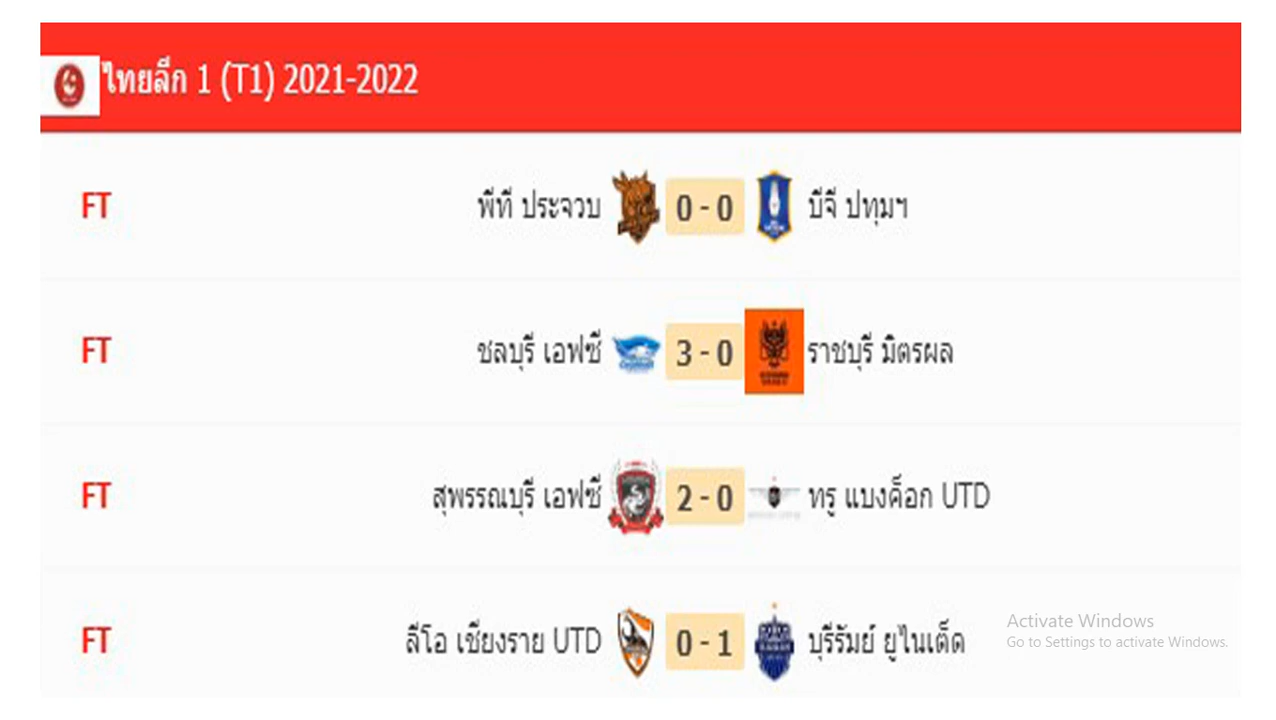 ไทยลีก 1 (T1) 2021-2022
FT พีที ประจวบ 0 - 0 บีจี ปทุมฯ
FT ชลบุรี เอฟซี 3 - 0 ราชบุรี มิตรผล
FT สุพรรณบุรี เอฟซี 2 - 0 ทรู แบงค็อก UTD
FT ลีโอ เชียงราย UTD 0 - 1 บุรีรัมย์ ยูไนเต็ด
Activate Windows
Go to Settings to activate Windows.